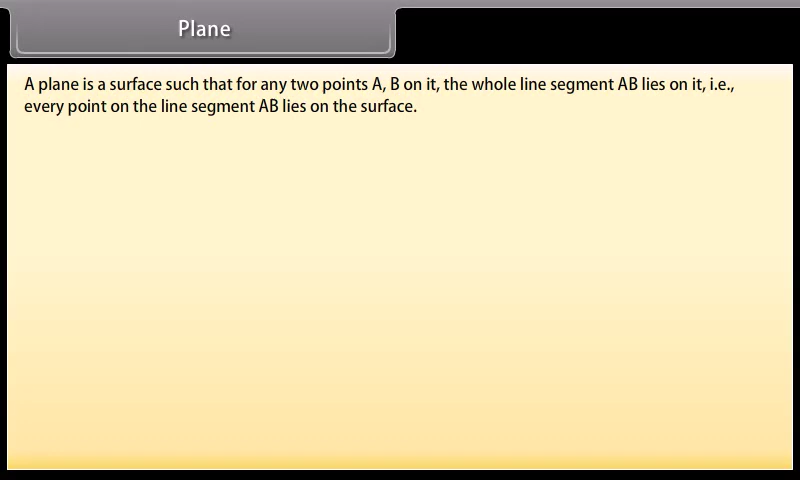 Plane
A plane is a surface such that for any two points A, B on it, the whole line segment AB lies on it, i.e.,
every point on the line segment AB lies on the surface.